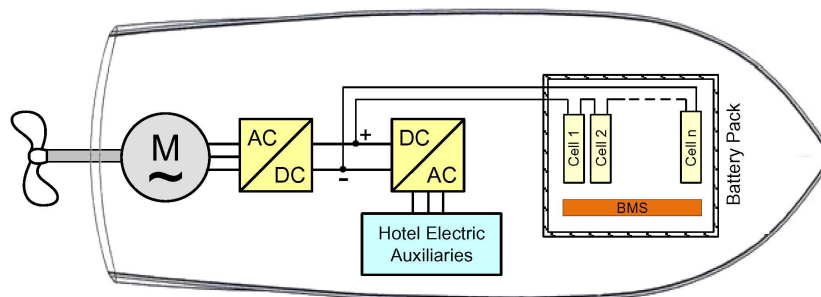 M
~
AC
DC
+
-
DC
AC
Hotel Electric
Auxiliaries
Cell 1
Cell 2
Cell n
BMS
Battery Pack